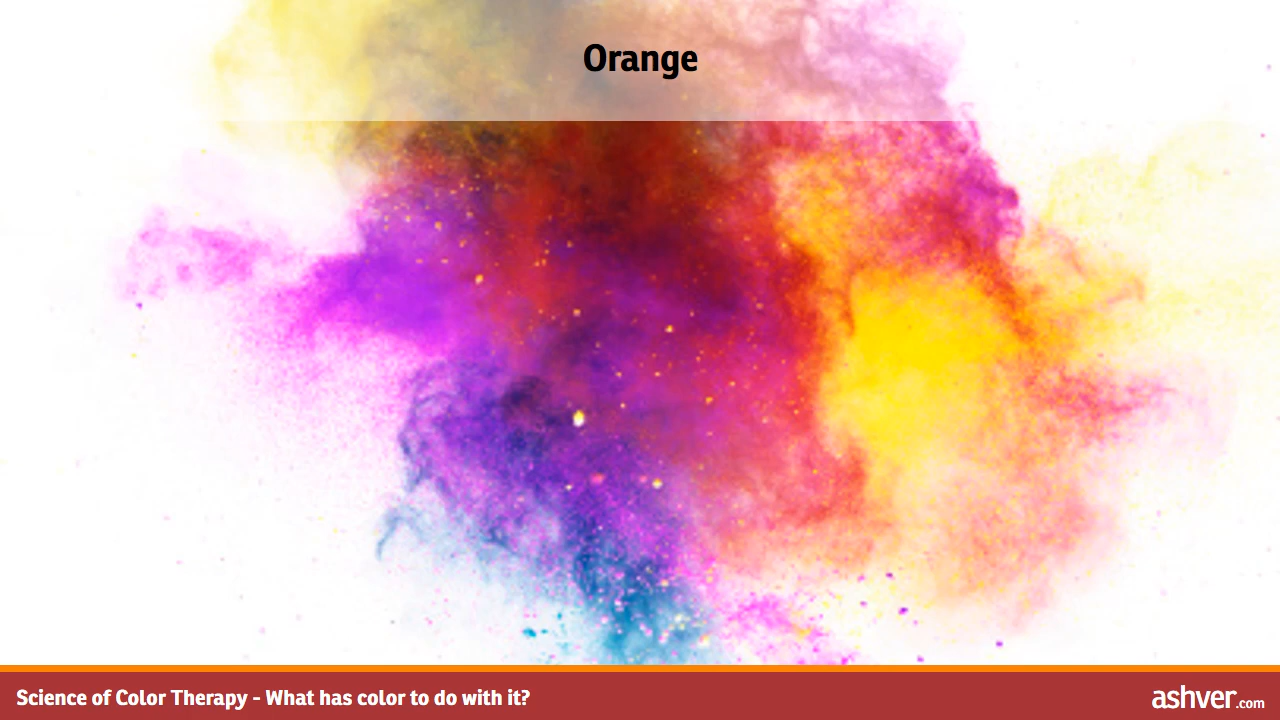 Orange
Science of Color Therapy - What has color to do with it?
ashver.com